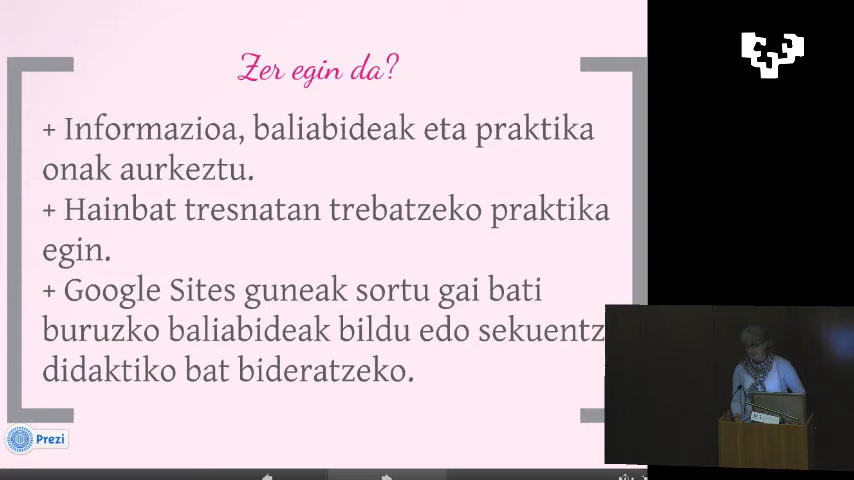 Zer egin da?
+ Informazioa, baliabideak eta praktika
onak aurkeztu.
+ Hainbat tresnatan trebatzeko praktika
egin.
+ Google Sites guneak sortu gai bati
buruzko baliabideak bildu edo sekuentz
didaktiko bat bideratzeko.
Prezi